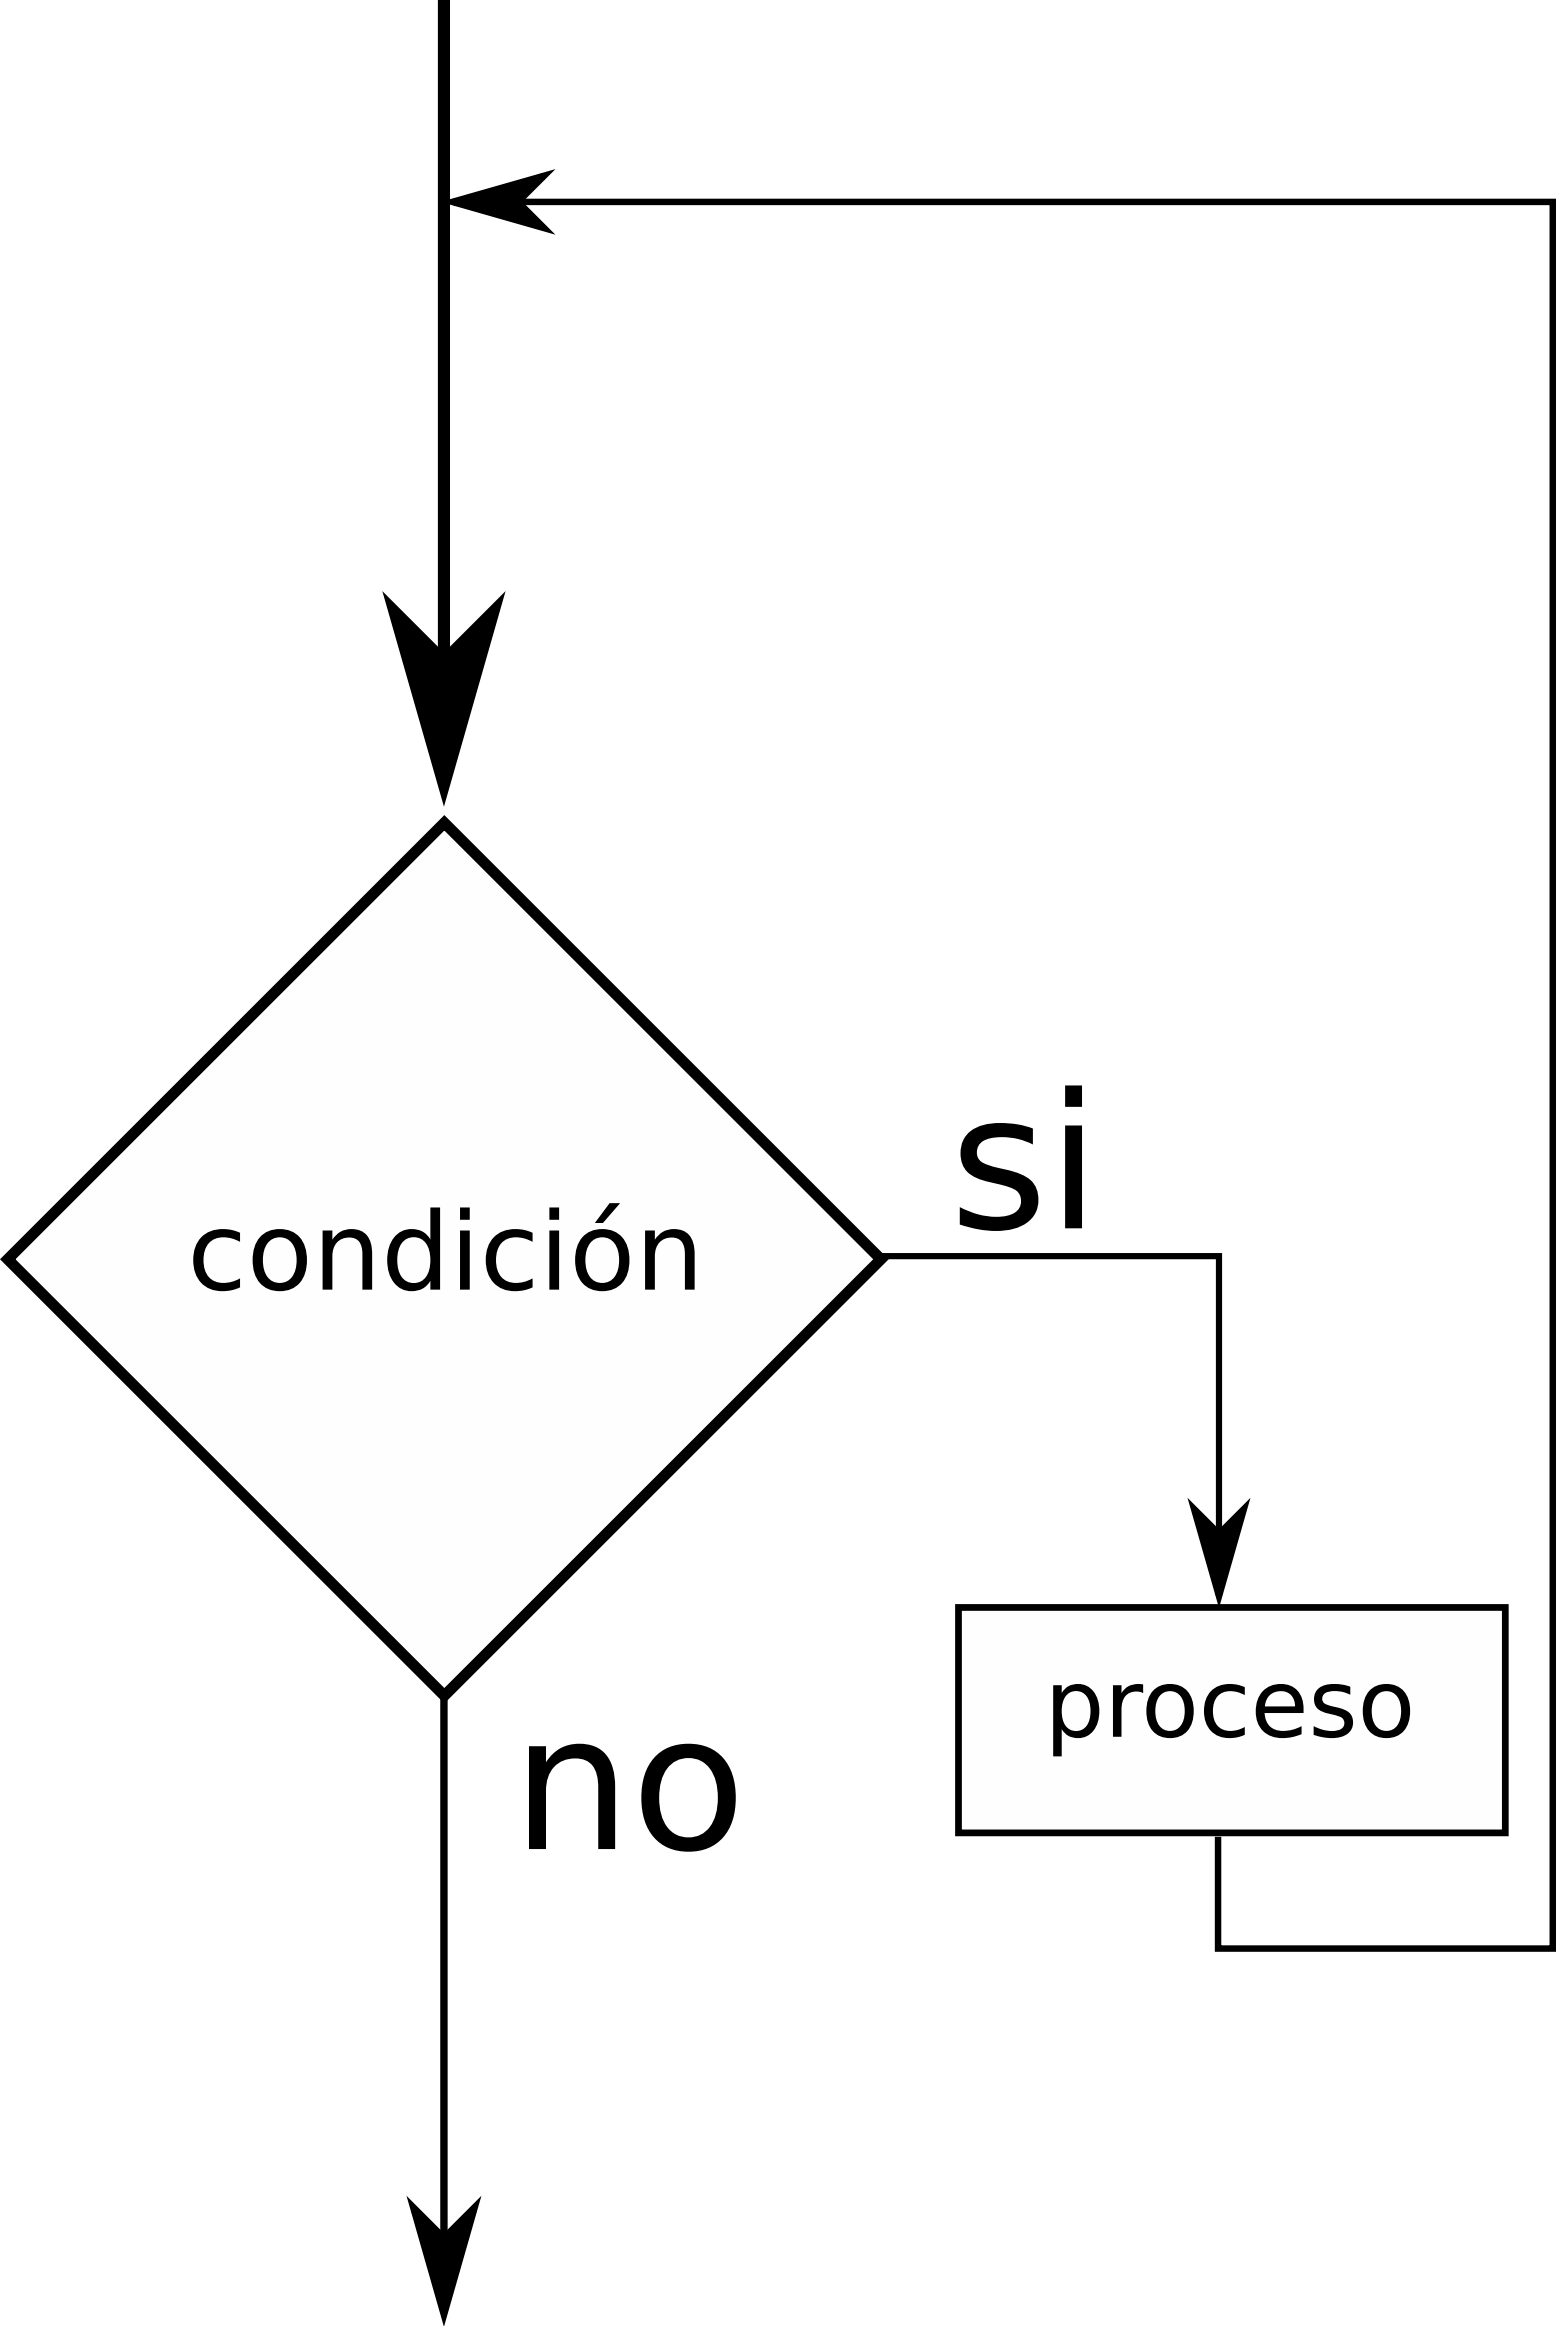 si
condición
proceso
no